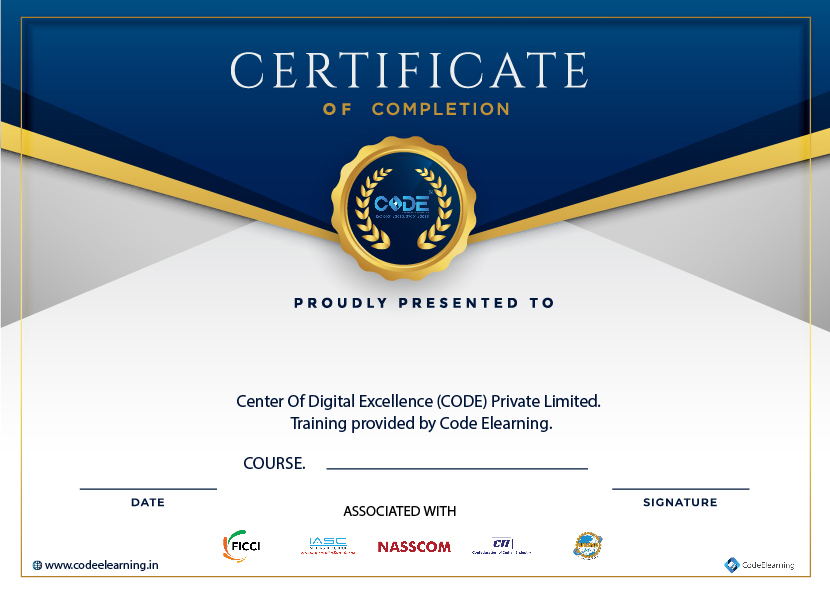 CERTIFICATE
OF COMPLETION
CODE
PROUDLY PRESENTED TO
Center Of Digital Excellence (CODE) Private Limited.
Training provided by Code Elearning.
COURSE.
DATE
SIGNATURE
ASSOCIATED WITH
FICCI
IASC
NASSCOM
CII
www.codeelearning.in
CodeElearning